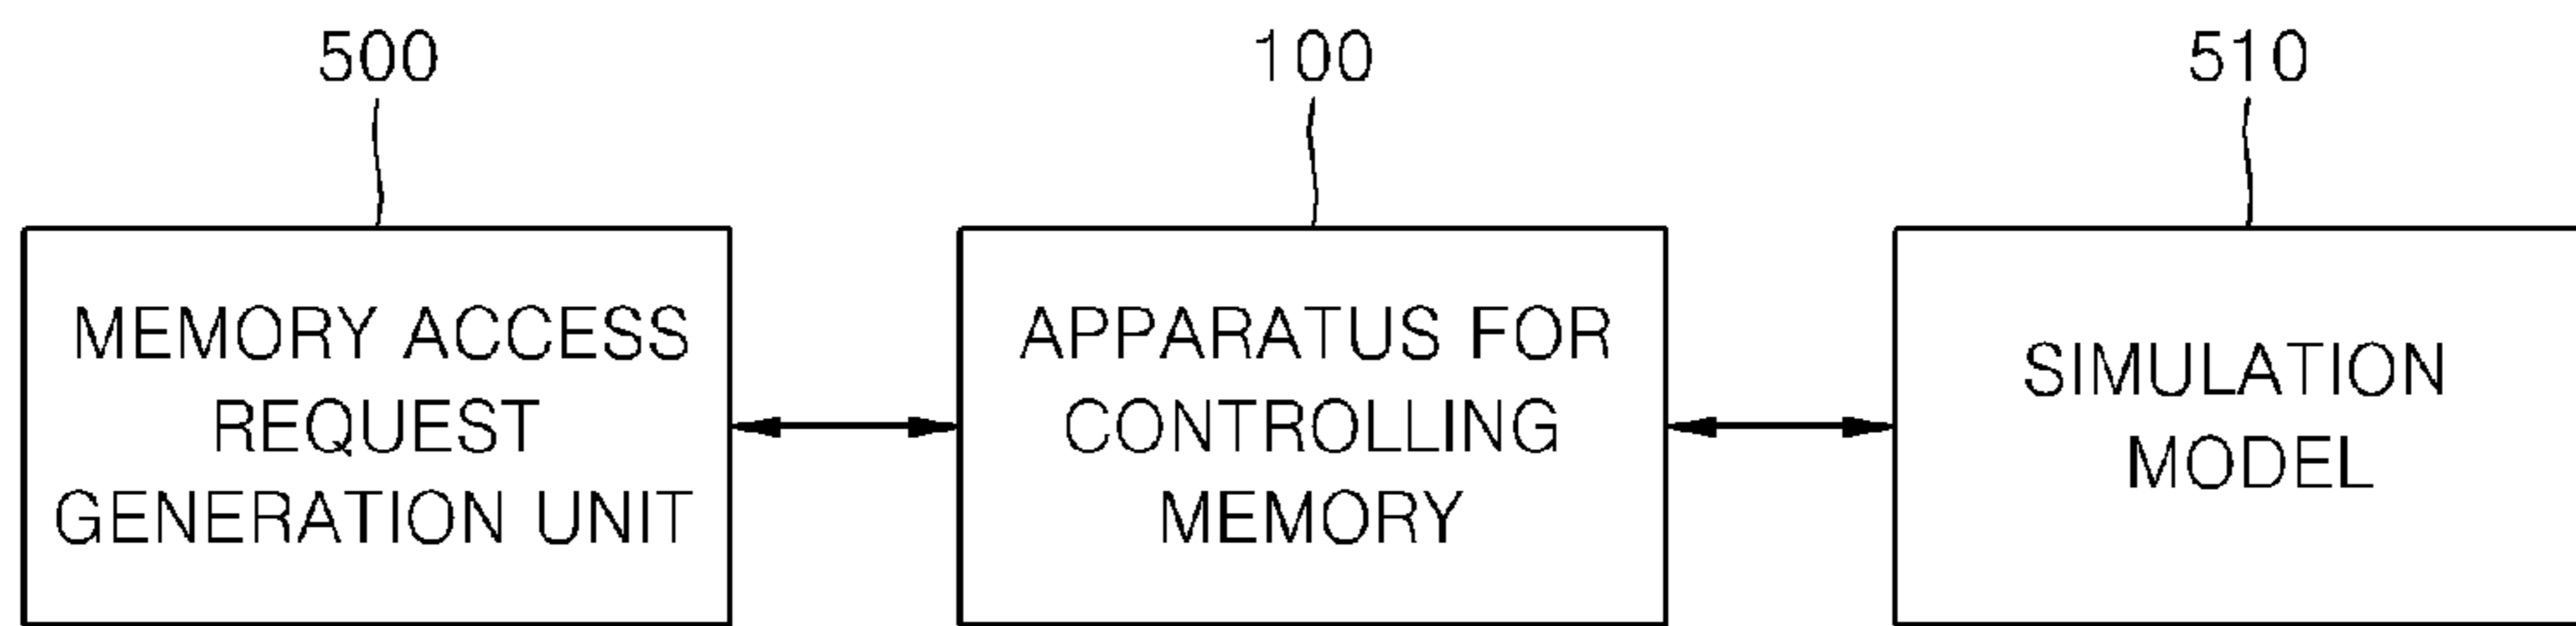 500
100
510
MEMORY ACCESS
REQUEST
GENERATION UNIT
APPARATUS FOR
CONTROLLING
MEMORY
SIMULATION
MODEL